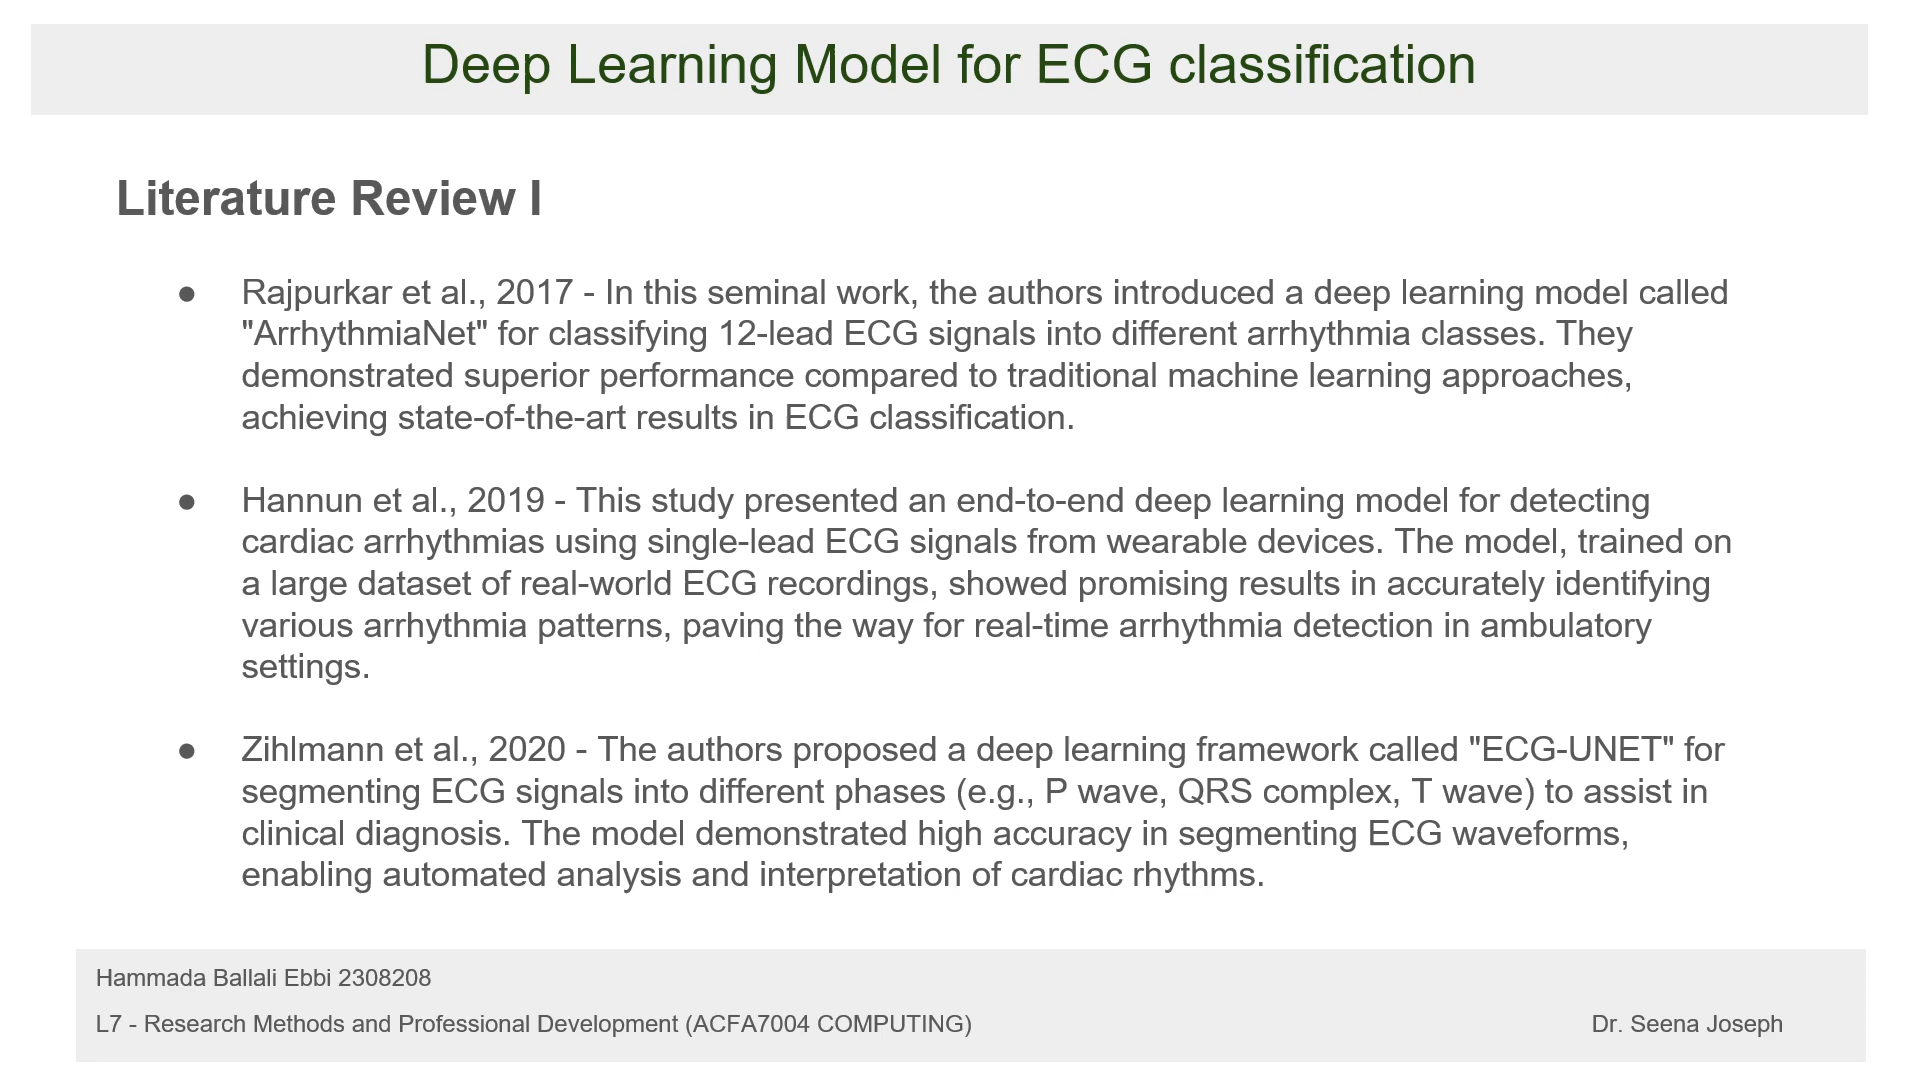 Deep Learning Model for ECG classification
Literature Review I
● Rajpurkar et al., 2017 - In this seminal work, the authors introduced a deep learning model called
"ArrhythmiaNet" for classifying 12-lead ECG signals into different arrhythmia classes. They
demonstrated superior performance compared to traditional machine learning approaches,
achieving state-of-the-art results in ECG classification.
● Hannun et al., 2019 - This study presented an end-to-end deep learning model for detecting
cardiac arrhythmias using single-lead ECG signals from wearable devices. The model, trained on
a large dataset of real-world ECG recordings, showed promising results in accurately identifying
various arrhythmia patterns, paving the way for real-time arrhythmia detection in ambulatory
settings.
● Zihlmann et al., 2020 - The authors proposed a deep learning framework called "ECG-UNET" for
segmenting ECG signals into different phases (e.g., P wave, QRS complex, T wave) to assist in
clinical diagnosis. The model demonstrated high accuracy in segmenting ECG waveforms,
enabling automated analysis and interpretation of cardiac rhythms.
Hammada Ballali Ebbi 2308208
L7 - Research Methods and Professional Development (ACFA7004 COMPUTING)
Dr. Seena Joseph